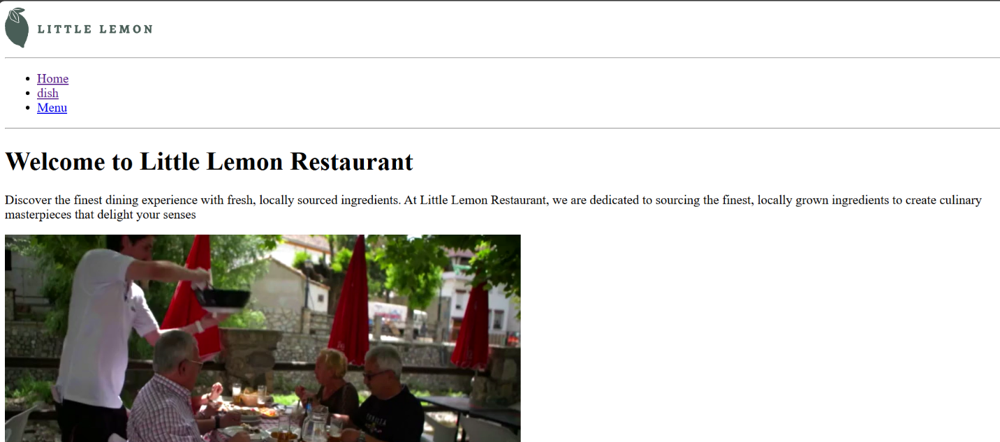 LITTLE LEMON
Home
dish
Menu
Welcome to Little Lemon Restaurant
Discover the finest dining experience with fresh, locally sourced ingredients. At Little Lemon Restaurant, we are dedicated to sourcing the finest, locally grown ingredients to create culinary
masterpieces that delight your senses